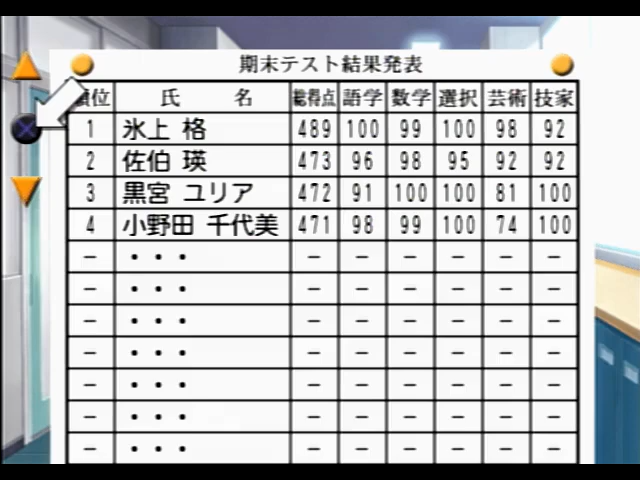 期末テスト結果発表
順位 氏 名 総得点 語学 数学 選択 芸術 技家
1 氷上 格 489 100 99 100 98 92
2 佐伯 瑛 473 96 98 95 92 92
3 黒宮 ユリア 472 91 100 100 81 100
4 小野田 千代美 471 98 99 100 74 100
− ・・・ − − − − − −
− ・・・ − − − − − −
− ・・・ − − − − − −
− ・・・ − − − − − −
− ・・・ − − − − − −
− ・・・ − − − − − −
− ・・・ − − − − − −